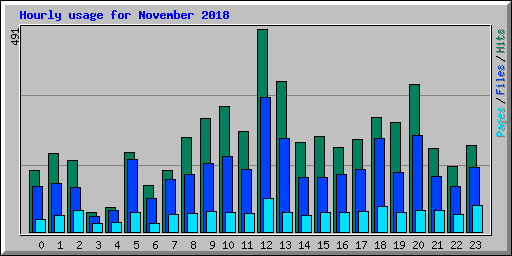 Hourly usage for November 2018
491
Pages / Files / Hits
0 1 2 3 4 5 6 7 8 9 10 11 12 13 14 15 16 17 18 19 20 21 22 23